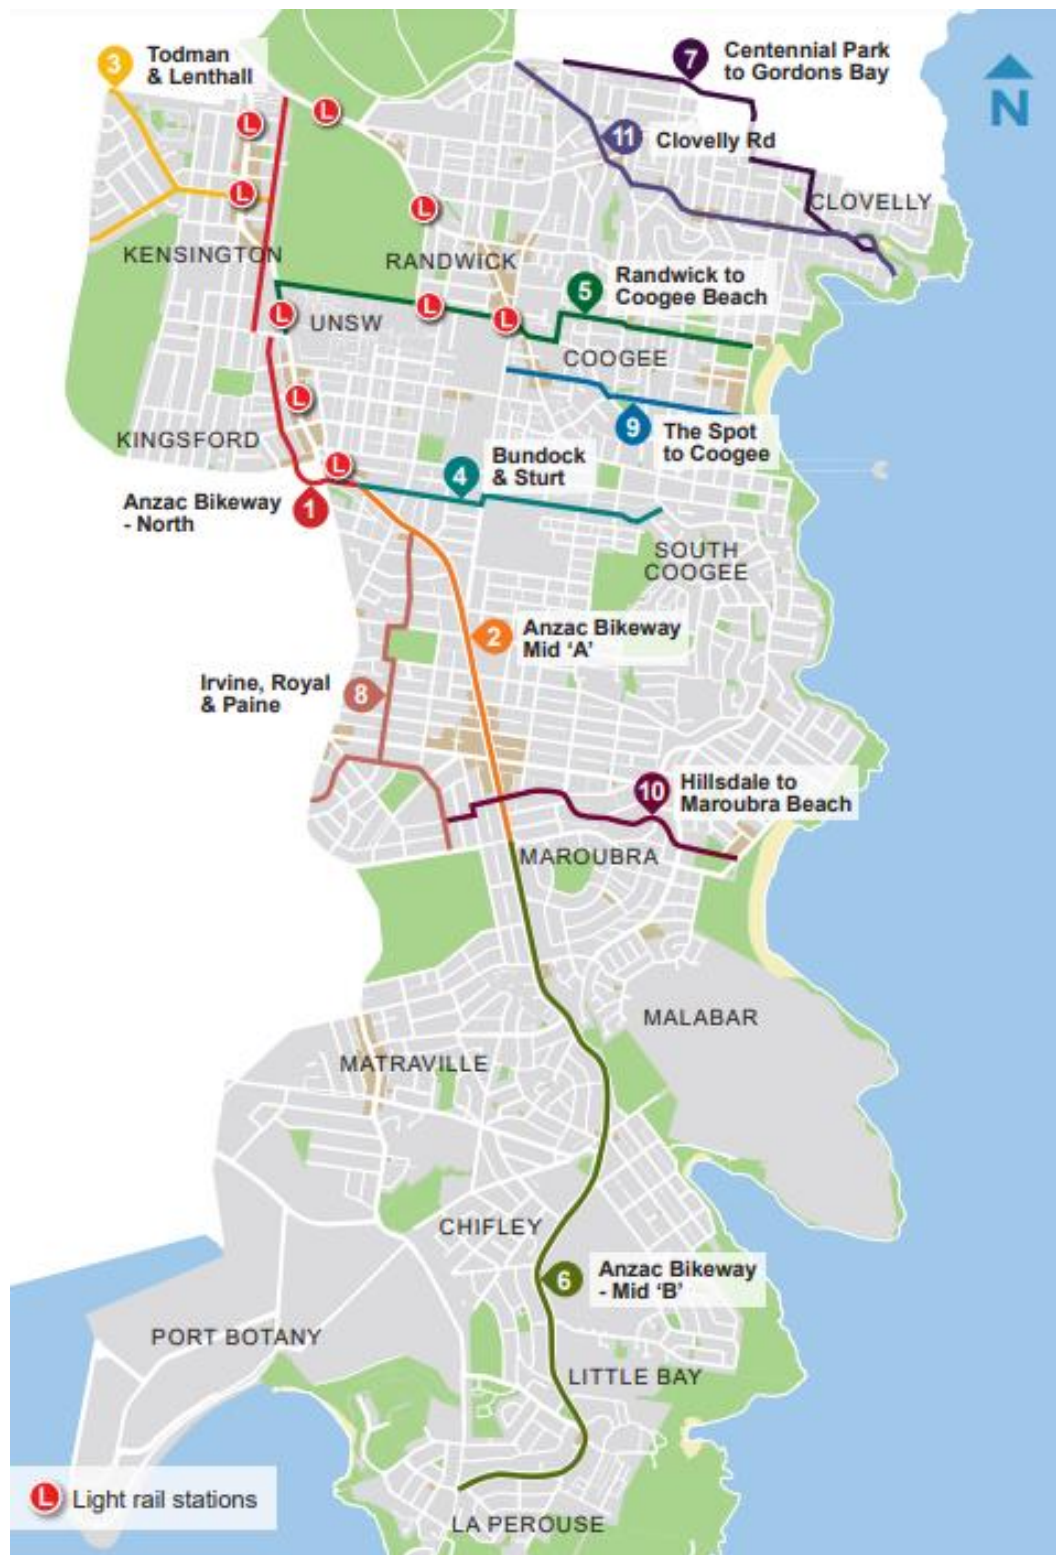 3
Todman
& Lenthall
7
Centennial Park
to Gordons Bay
N
L
L
11
Clovelly Rd
L
L
CLOVELLY
KENSINGTON
RANDWICK
5
Randwick to
Coogee Beach
L
L
L
UNSW
COOGEE
L
9
The Spot
to Coogee
KINGSFORD
L
4
Bundock
& Sturt
Anzac Bikeway
- North
1
SOUTH
COOGEE
2
Anzac Bikeway
Mid ‘A’
Irvine, Royal
& Paine
8
10
Hillsdale to
Maroubra Beach
MAROUBRA
MALABAR
MATRAVILLE
CHIFLEY
6
Anzac Bikeway
- Mid ‘B’
PORT BOTANY
LITTLE BAY
L
Light rail stations
LA PEROUSE